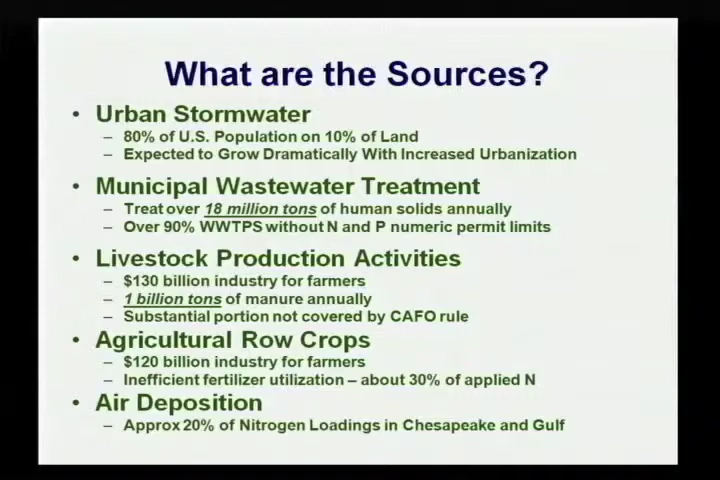 What are the Sources?
• Urban Stormwater
– 80% of U.S. Population on 10% of Land
– Expected to Grow Dramatically With Increased Urbanization
• Municipal Wastewater Treatment
– Treat over 18 million tons of human solids annually
– Over 90% WWTPS without N and P numeric permit limits
• Livestock Production Activities
– $130 billion industry for farmers
– 1 billion tons of manure annually
– Substantial portion not covered by CAFO rule
• Agricultural Row Crops
– $120 billion industry for farmers
– Inefficient fertilizer utilization – about 30% of applied N
• Air Deposition
– Approx 20% of Nitrogen Loadings in Chesapeake and Gulf